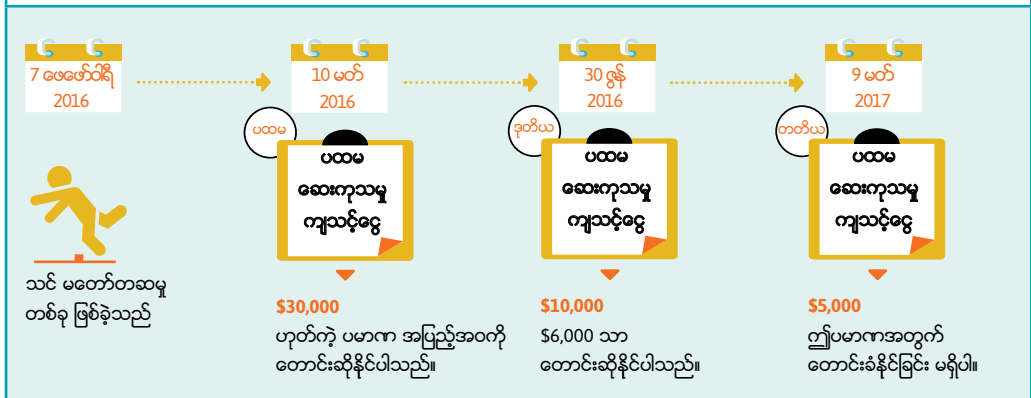 7 ဖေဖော်ဝါရီ
2016
10 မတ်
2016
30 ဇွန်
2016
9 မတ်
2017
ပထမ
ဒုတိယ
တတိယ
ပထမ
ဆေးကုသမှု
ကျသင့်ငွေ
ပထမ
ဆေးကုသမှု
ကျသင့်ငွေ
ပထမ
ဆေးကုသမှု
ကျသင့်ငွေ
သင် မတော်တဆမှု
တစ်ခု ဖြစ်ခဲ့သည်
$30,000
ဟုတ်ကဲ့ ပမာဏ အပြည့်အဝကို
တောင်းဆိုနိုင်ပါသည်။
$10,000
$6,000 သာ
တောင်းဆိုနိုင်ပါသည်။
$5,000
ဤပမာဏအတွက်
တောင်းခံနိုင်ခြင်း မရှိပါ။